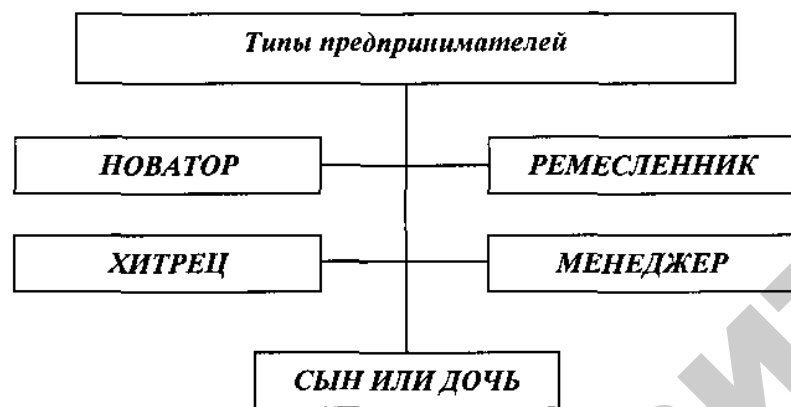 Типы предпринимателей
НОВАТОР
РЕМЕСЛЕННИК
ХИТРЕЦ
МЕНЕДЖЕР
СЫН ИЛИ ДОЧЬ